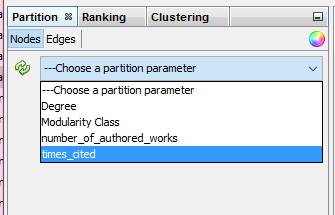 Partition Ranking Clustering
Nodes Edges
---Choose a partition parameter
---Choose a partition parameter
Degree
Modularity Class
number_of_authored_works
times_cited